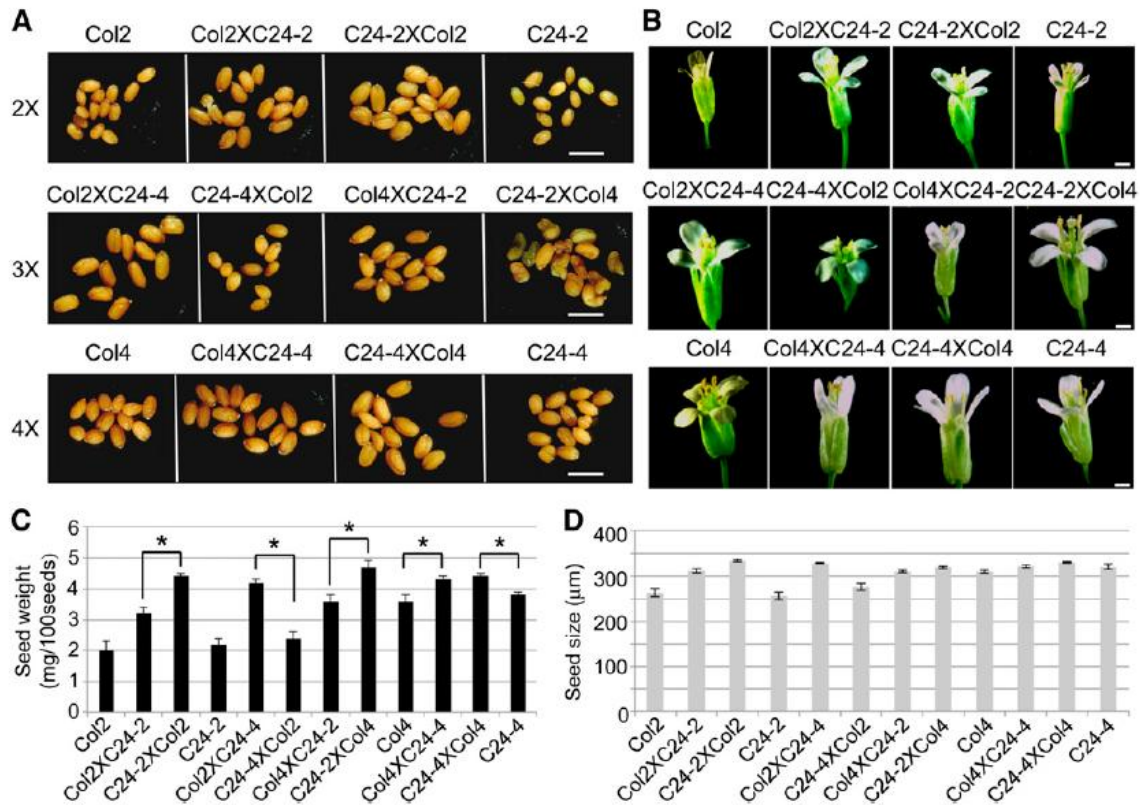 A
Col2 Col2XC24-2 C24-2XCol2 C24-2
2X
Col2XC24-4 C24-4XCol2 Col4XC24-2 C24-2XCol4
3X
Col4 Col4XC24-4 C24-4XCol4 C24-4
4X
B
Col2 Col2XC24-2 C24-2XCol2 C24-2
Col2XC24-4 C24-4XCol2 Col4XC24-2 C24-2XCol4
Col4 Col4XC24-4 C24-4XCol4 C24-4
C
Seed weight
(mg/100seeds)
6
5
4
3
2
1
0
* * * * *
Col2
Col2XC24-2
C24-2XCol2
C24-2
Col2XC24-4
C24-4XCol2
Col4XC24-2
C24-2XCol4
Col4
Col4XC24-4
C24-4XCol4
C24-4
D
Seed size (μm)
400
300
200
100
0
Col2
Col2XC24-2
C24-2XCol2
C24-2
Col2XC24-4
C24-4XCol2
Col4XC24-2
C24-2XCol4
Col4
Col4XC24-4
C24-4XCol4
C24-4